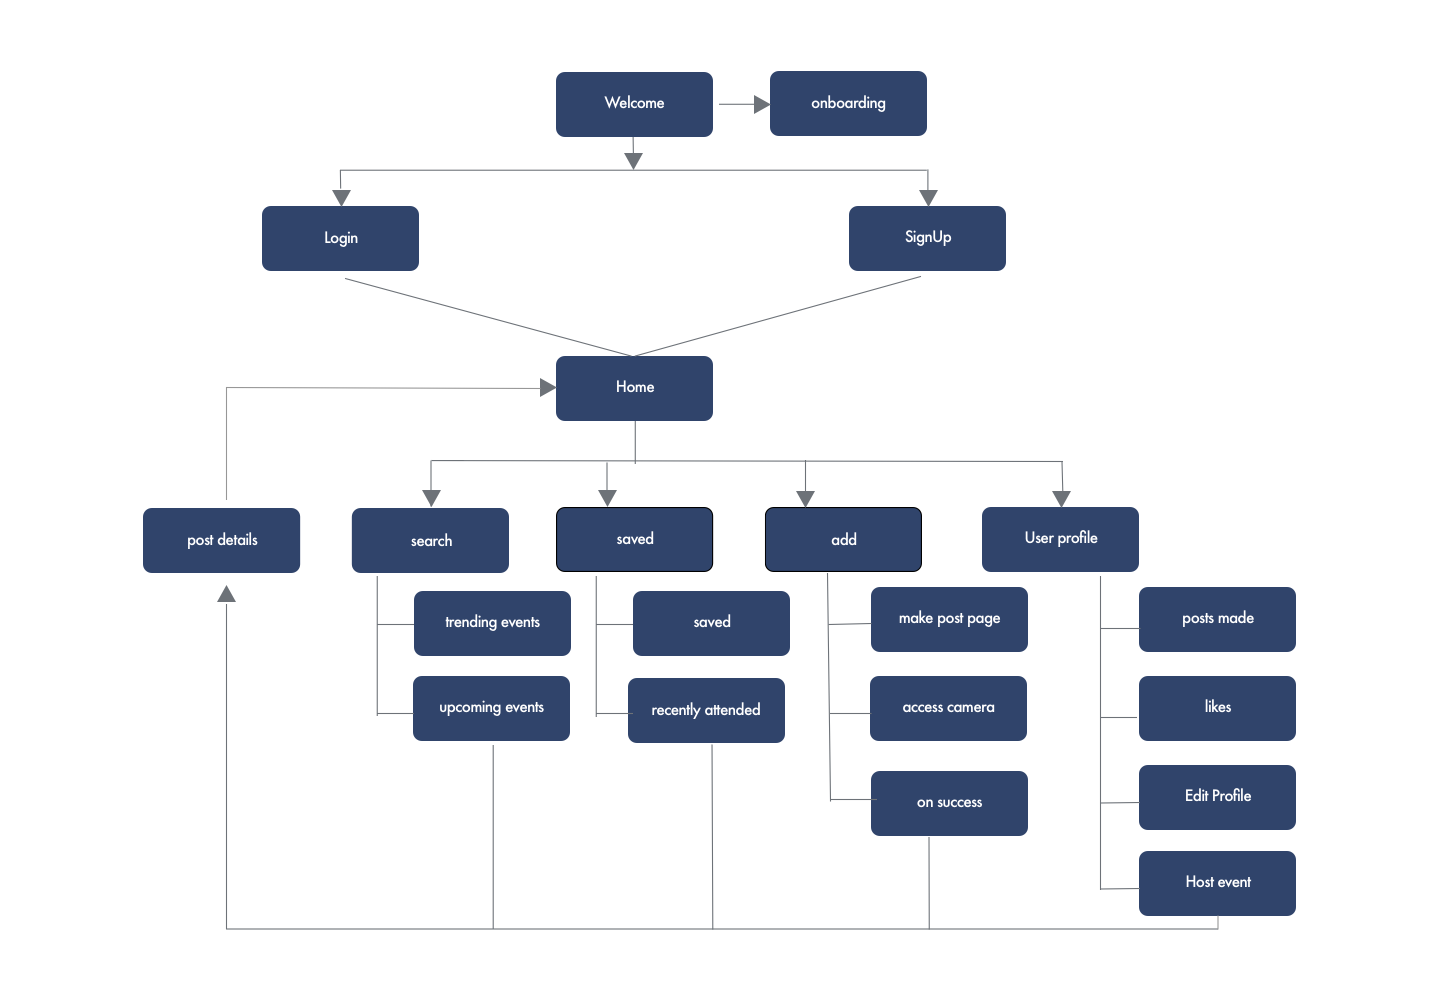 Welcome
onboarding
Login
SignUp
Home
post details
search
saved
add
User profile
trending events
saved
make post page
posts made
upcoming events
recently attended
access camera
likes
on success
Edit Profile
Host event